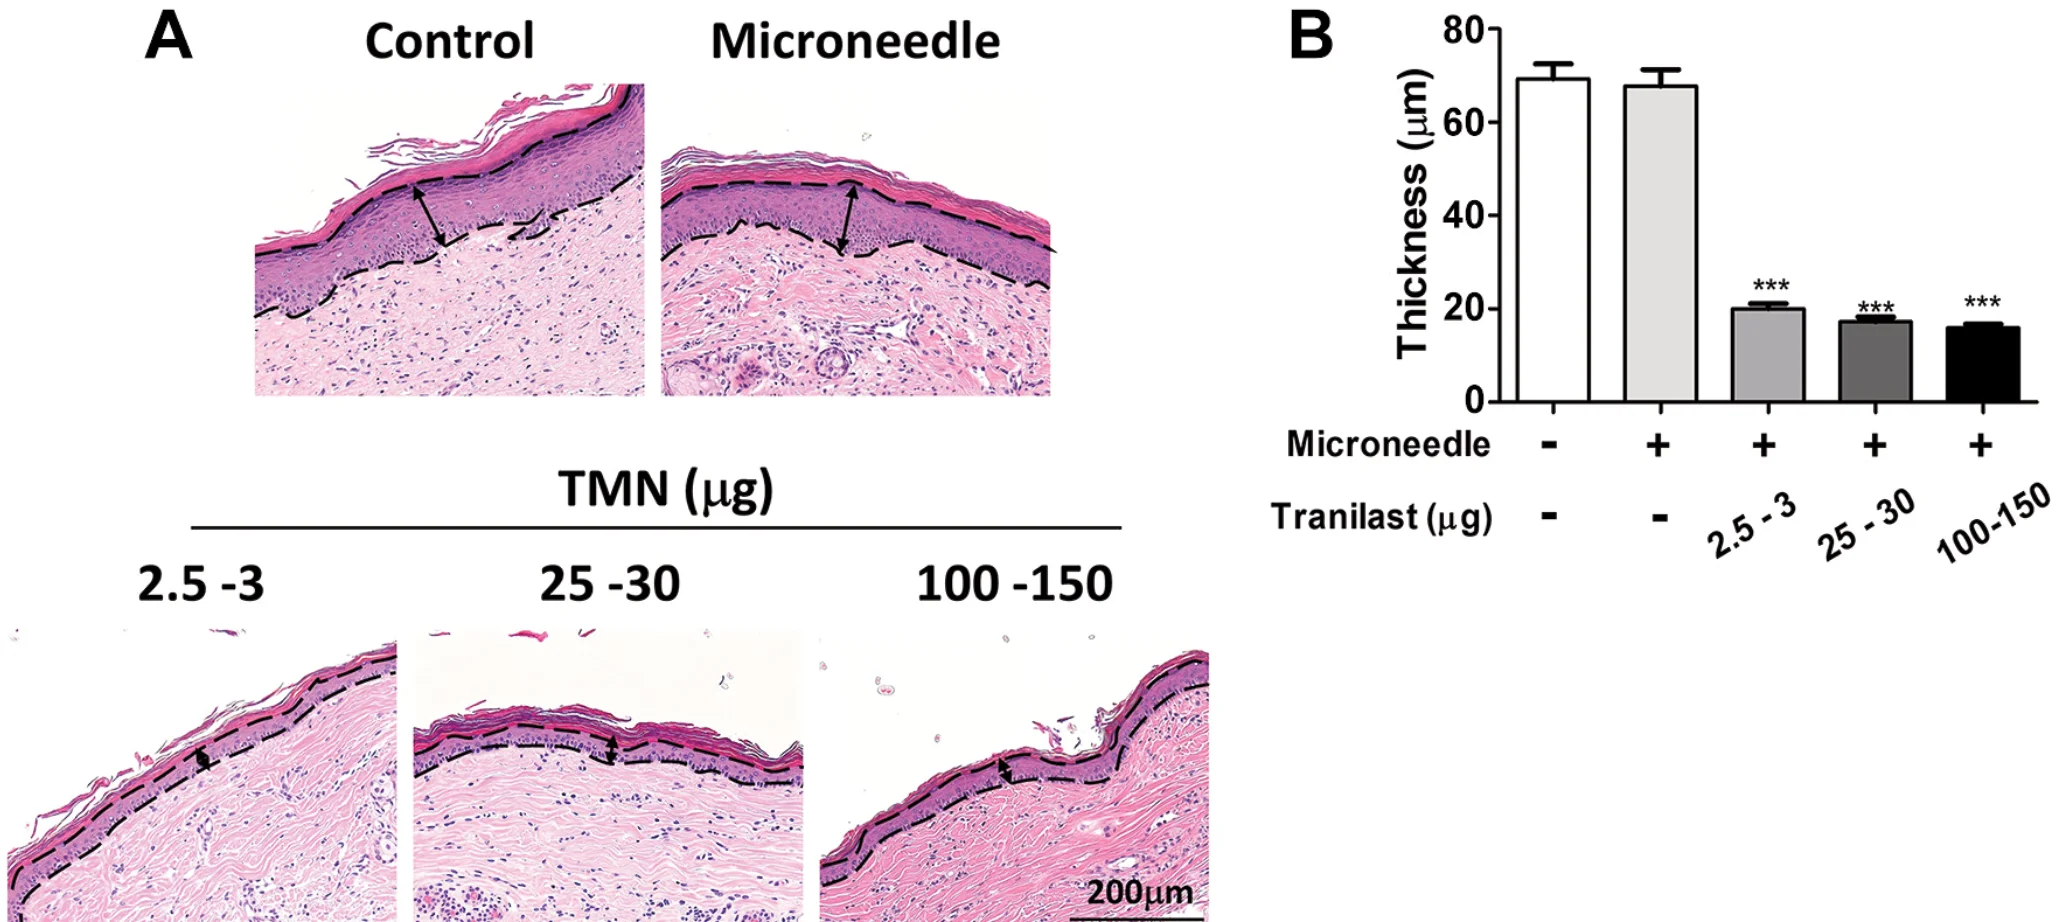 A
Control
Microneedle
TMN (μg)
2.5 -3
25 -30
100 -150
200μm
B
Thickness (μm)
80
60
40
20
0
***
***
***
Microneedle - + + + +
Tranilast (μg) - - 2.5 - 3 25 - 30 100-150